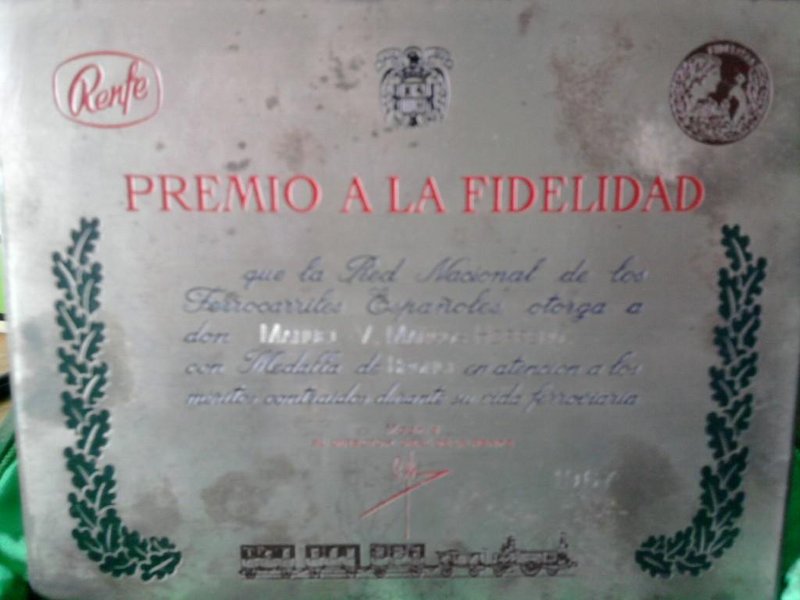 Renfe
FIDELIDAD
PREMIO A LA FIDELIDAD
que la Red Nacional de los
Ferrocarriles Españoles otorga a
don
con Medalla de en atencion a los
meritos contraidos durante su vida ferroviaria